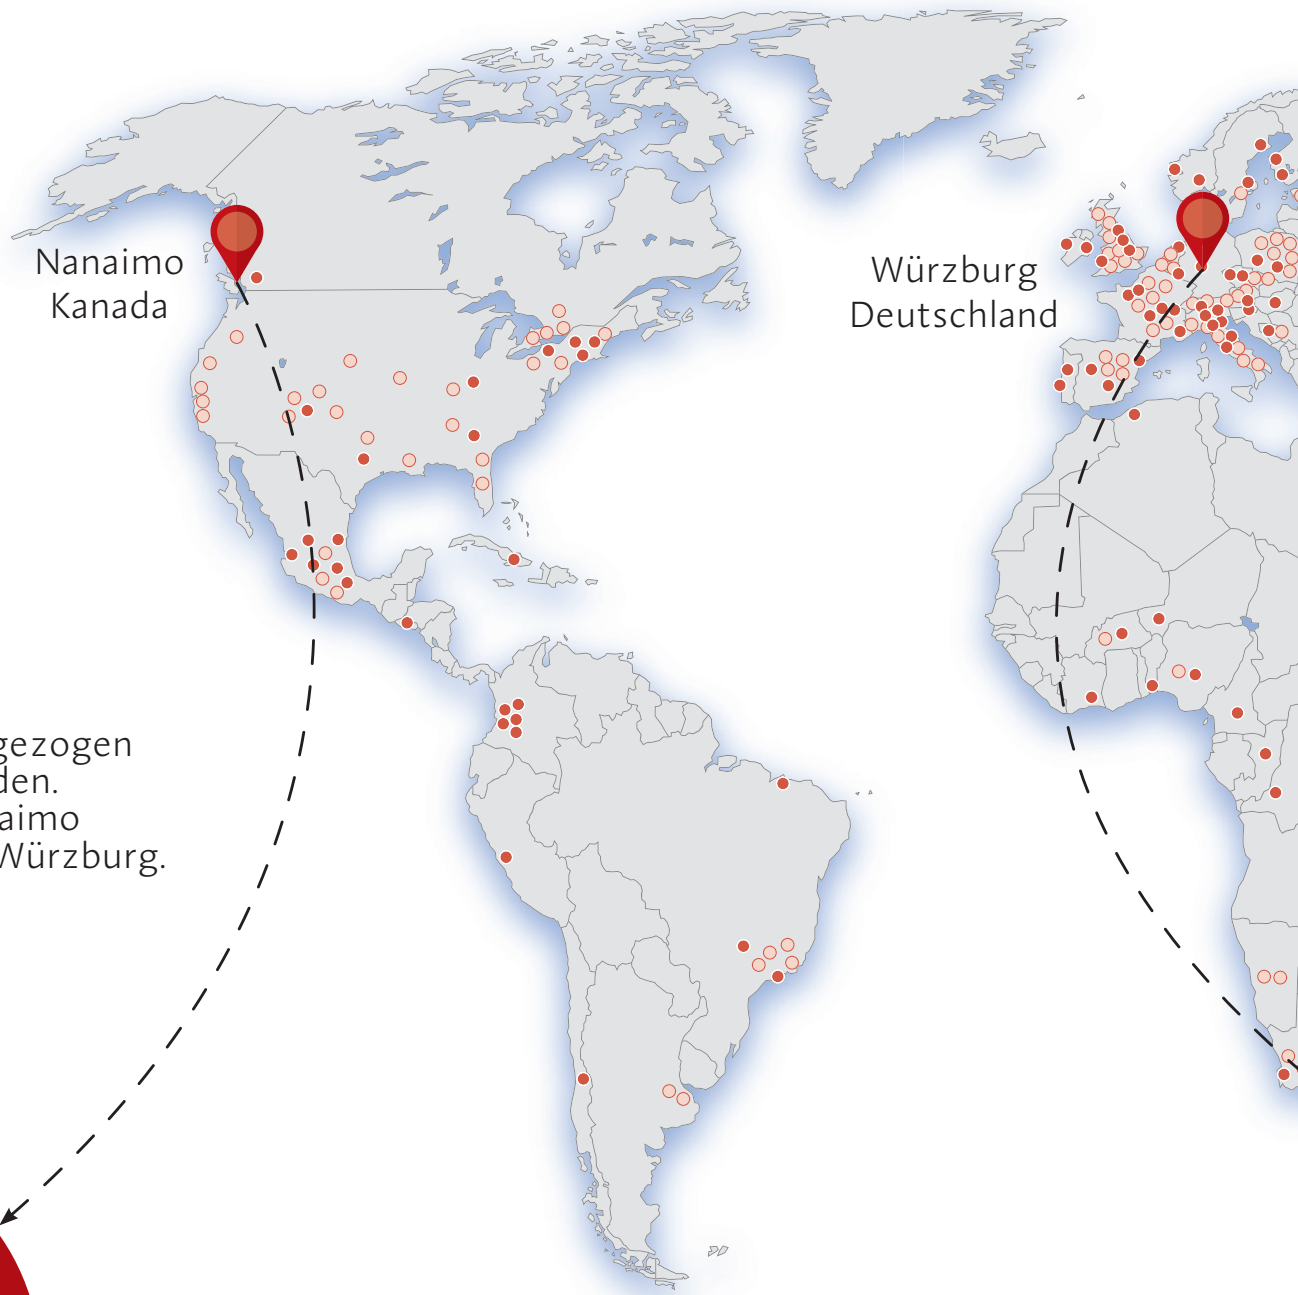 Nanaimo
Kanada
Würzburg
Deutschland
gezogen
den.
aimo
Würzburg.